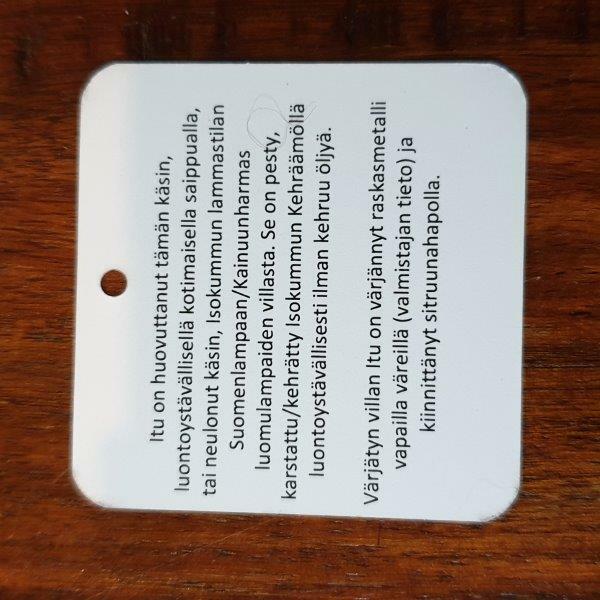 Itu on huovuttanut tämän käsin,
luontoystävällisellä kotimaisella saippualla,
tai neulonut käsin, Isokummun lammastilan
Suomenlampaan/Kainuunharmas
luomulampaiden villasta. Se on pesty,
karstattu/kehrätty Isokummun Kehräämöllä
luontoystävällisesti ilman kehruu öljyä.
Värjätyn villan Itu on värjännyt raskasmetalli
vapailla väreillä (valmistajan tieto) ja
kiinnittänyt sitruunahapolla.